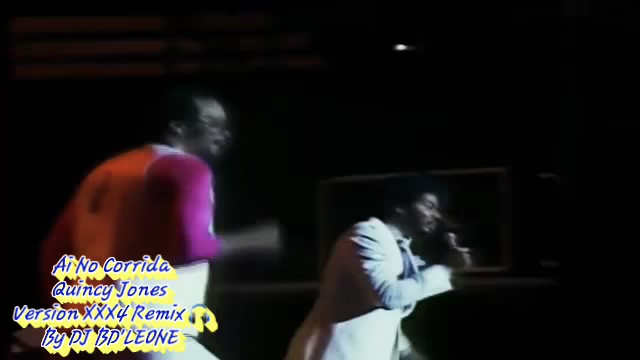 Ai No Corrida
Quincy Jones
Version XXX4 Remix 🎧
By DJ BD'LEONE